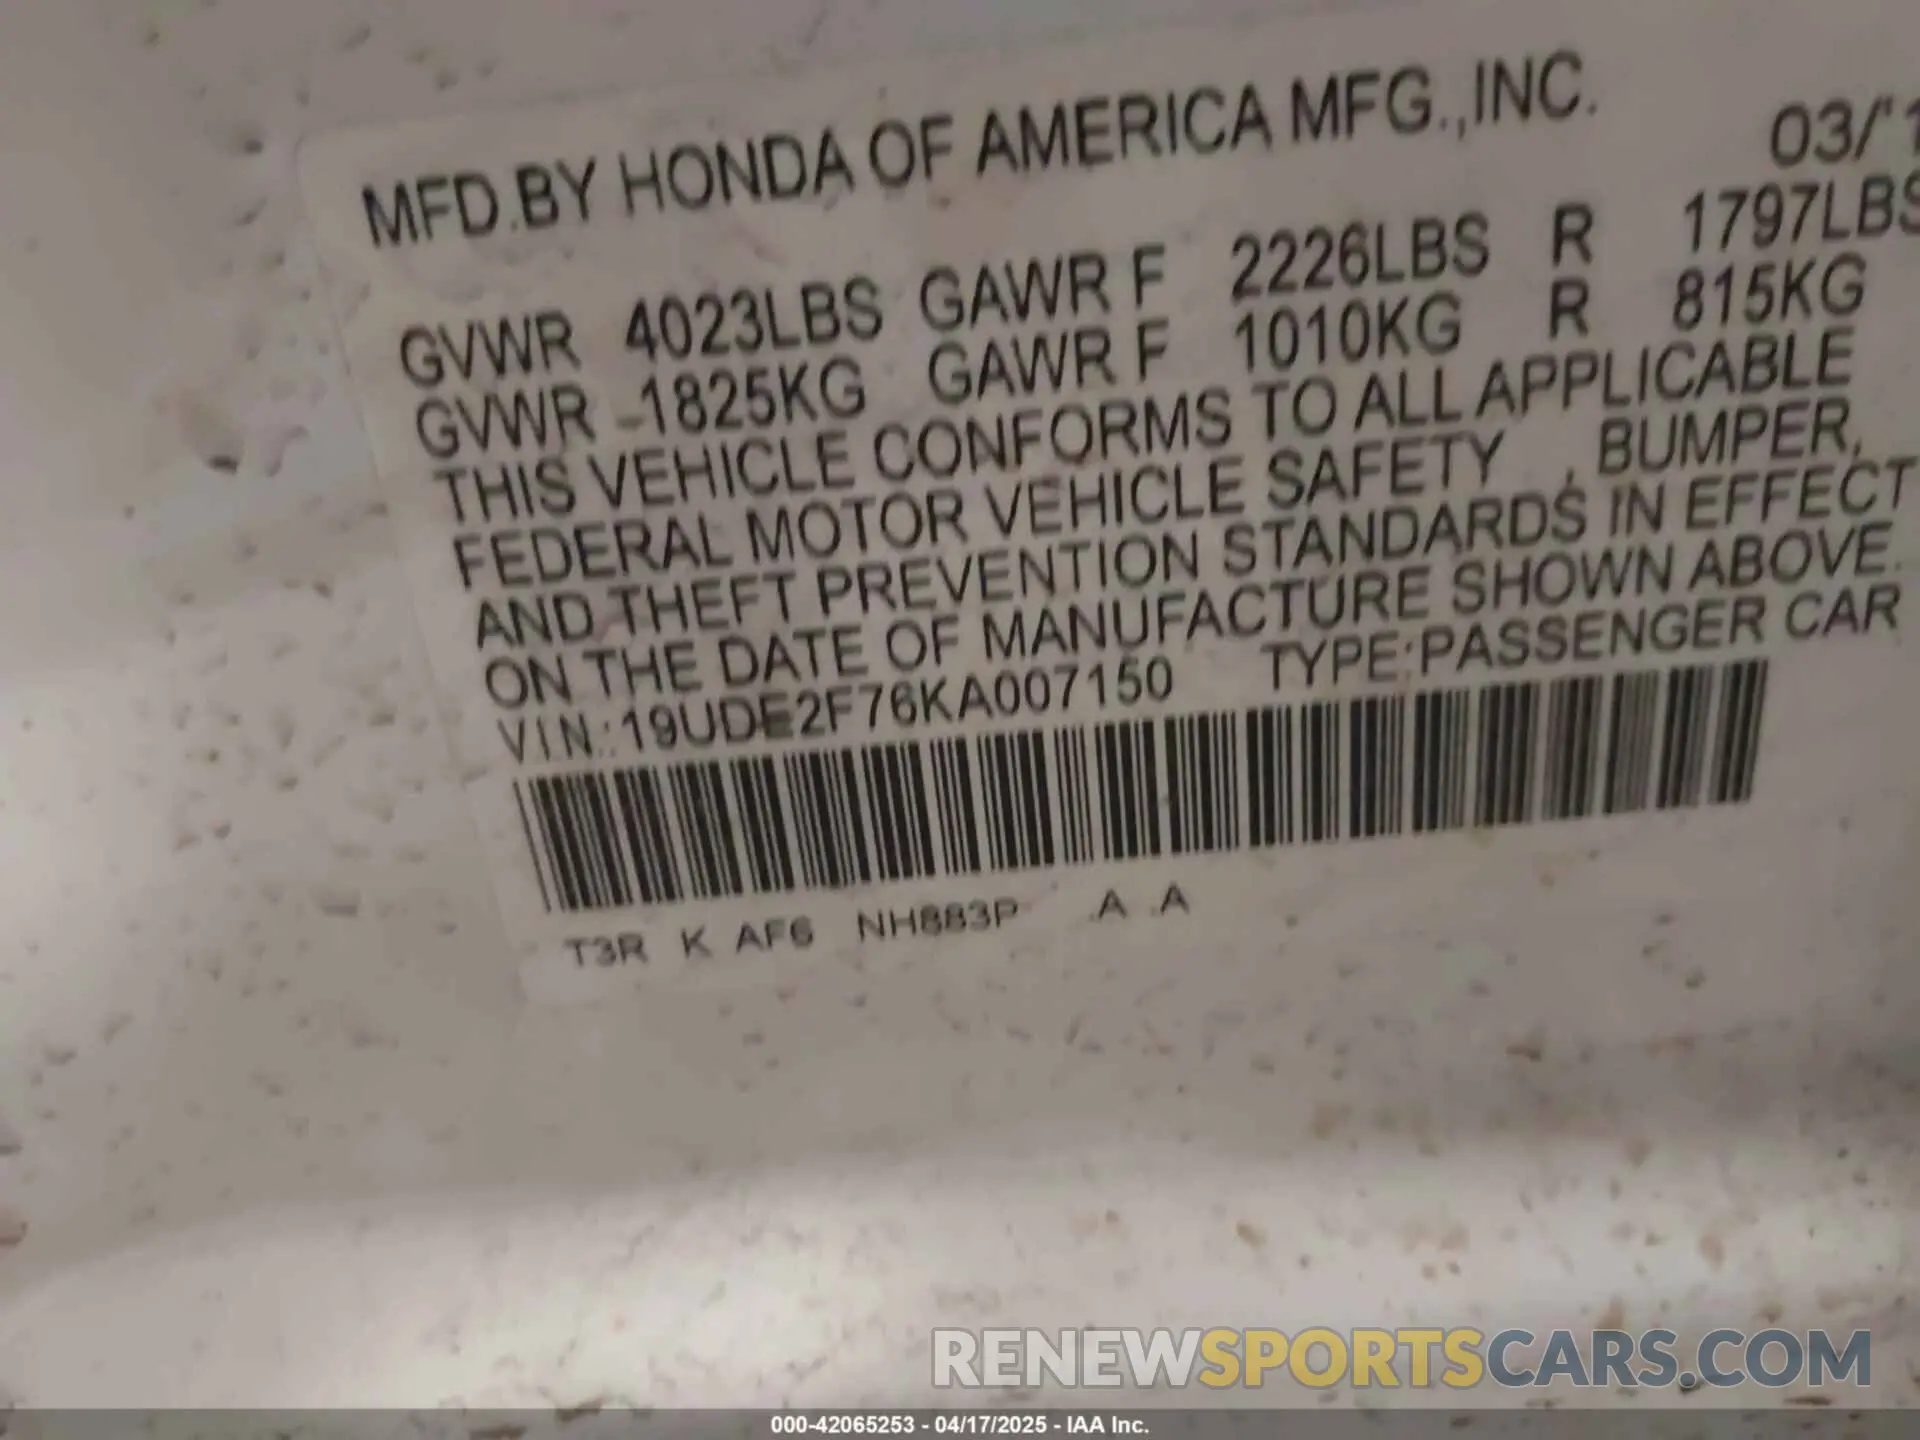 MFD.BY HONDA OF AMERICA MFG.,INC. 03/'1
GVWR 4023LBS GAWR F 2226LBS R 1797LBS
GVWR 1825KG GAWR F 1010KG R 815KG
THIS VEHICLE CONFORMS TO ALL APPLICABLE
FEDERAL MOTOR VEHICLE SAFETY , BUMPER,
AND THEFT PREVENTION STANDARDS IN EFFECT
ON THE DATE OF MANUFACTURE SHOWN ABOVE.
VIN:19UDE2F76KA007150 TYPE:PASSENGER CAR
T3R K AF6 NH883P A A
RENEWSPORTSCARS.COM
000-42065253 - 04/17/2025 - IAA Inc.